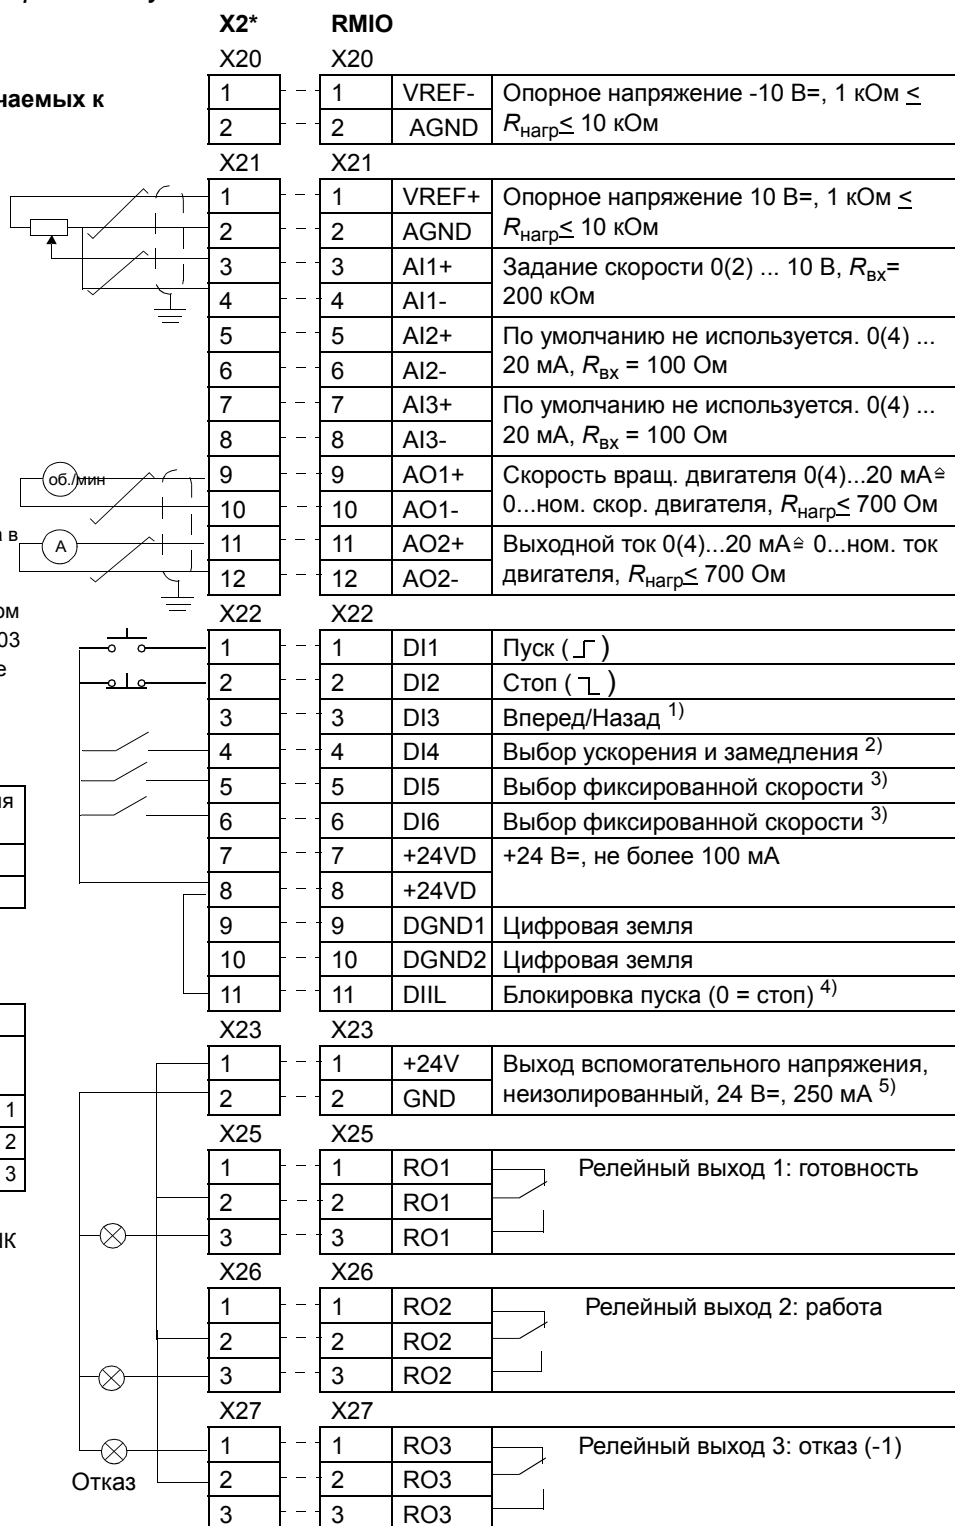 X2* RMIO
X20 X20
чаемых к
1 1 VREF- Опорное напряжение -10 В=, 1 кОм <
2 2 AGND Rнагр< 10 кОм
X21 X21
1 1 VREF+ Опорное напряжение 10 В=, 1 кОм <
2 2 AGND Rнагр< 10 кОм
3 3 AI1+ Задание скорости 0(2) ... 10 В, Rвх=
4 4 AI1- 200 кОм
5 5 AI2+ По умолчанию не используется. 0(4) ...
6 6 AI2- 20 мА, Rвх = 100 Ом
7 7 AI3+ По умолчанию не используется. 0(4) ...
8 8 AI3- 20 мА, Rвх = 100 Ом
об./мин 9 9 AO1+ Скорость вращ. двигателя 0(4)...20 мА≙
10 10 AO1- 0...ном. скор. двигателя, Rнагр< 700 Ом
в
A 11 11 AO2+ Выходной ток 0(4)...20 мА≙ 0...ном. ток
12 12 AO2- двигателя, Rнагр< 700 Ом
ом
X22 X22
03
1 1 DI1 Пуск ( )
е
2 2 DI2 Стоп ( )
3 3 DI3 Вперед/Назад 1)
4 4 DI4 Выбор ускорения и замедления 2)
5 5 DI5 Выбор фиксированной скорости 3)
ия
6 6 DI6 Выбор фиксированной скорости 3)
7 7 +24VD +24 В=, не более 100 мА
8 8 +24VD
9 9 DGND1 Цифровая земля
10 10 DGND2 Цифровая земля
11 11 DIIL Блокировка пуска (0 = стоп) 4)
X23 X23
1 1 +24V Выход вспомогательного напряжения,
2 2 GND неизолированный, 24 В=, 250 мА 5)
1
X25 X25
2
1 1 RO1 Релейный выход 1: готовность
3
2 2 RO1
3 3 RO1
X26 X26
1 1 RO2 Релейный выход 2: работа
2 2 RO2
3 3 RO2
X27 X27
1 1 RO3 Релейный выход 3: отказ (-1)
Отказ 2 2 RO3
3 3 RO3